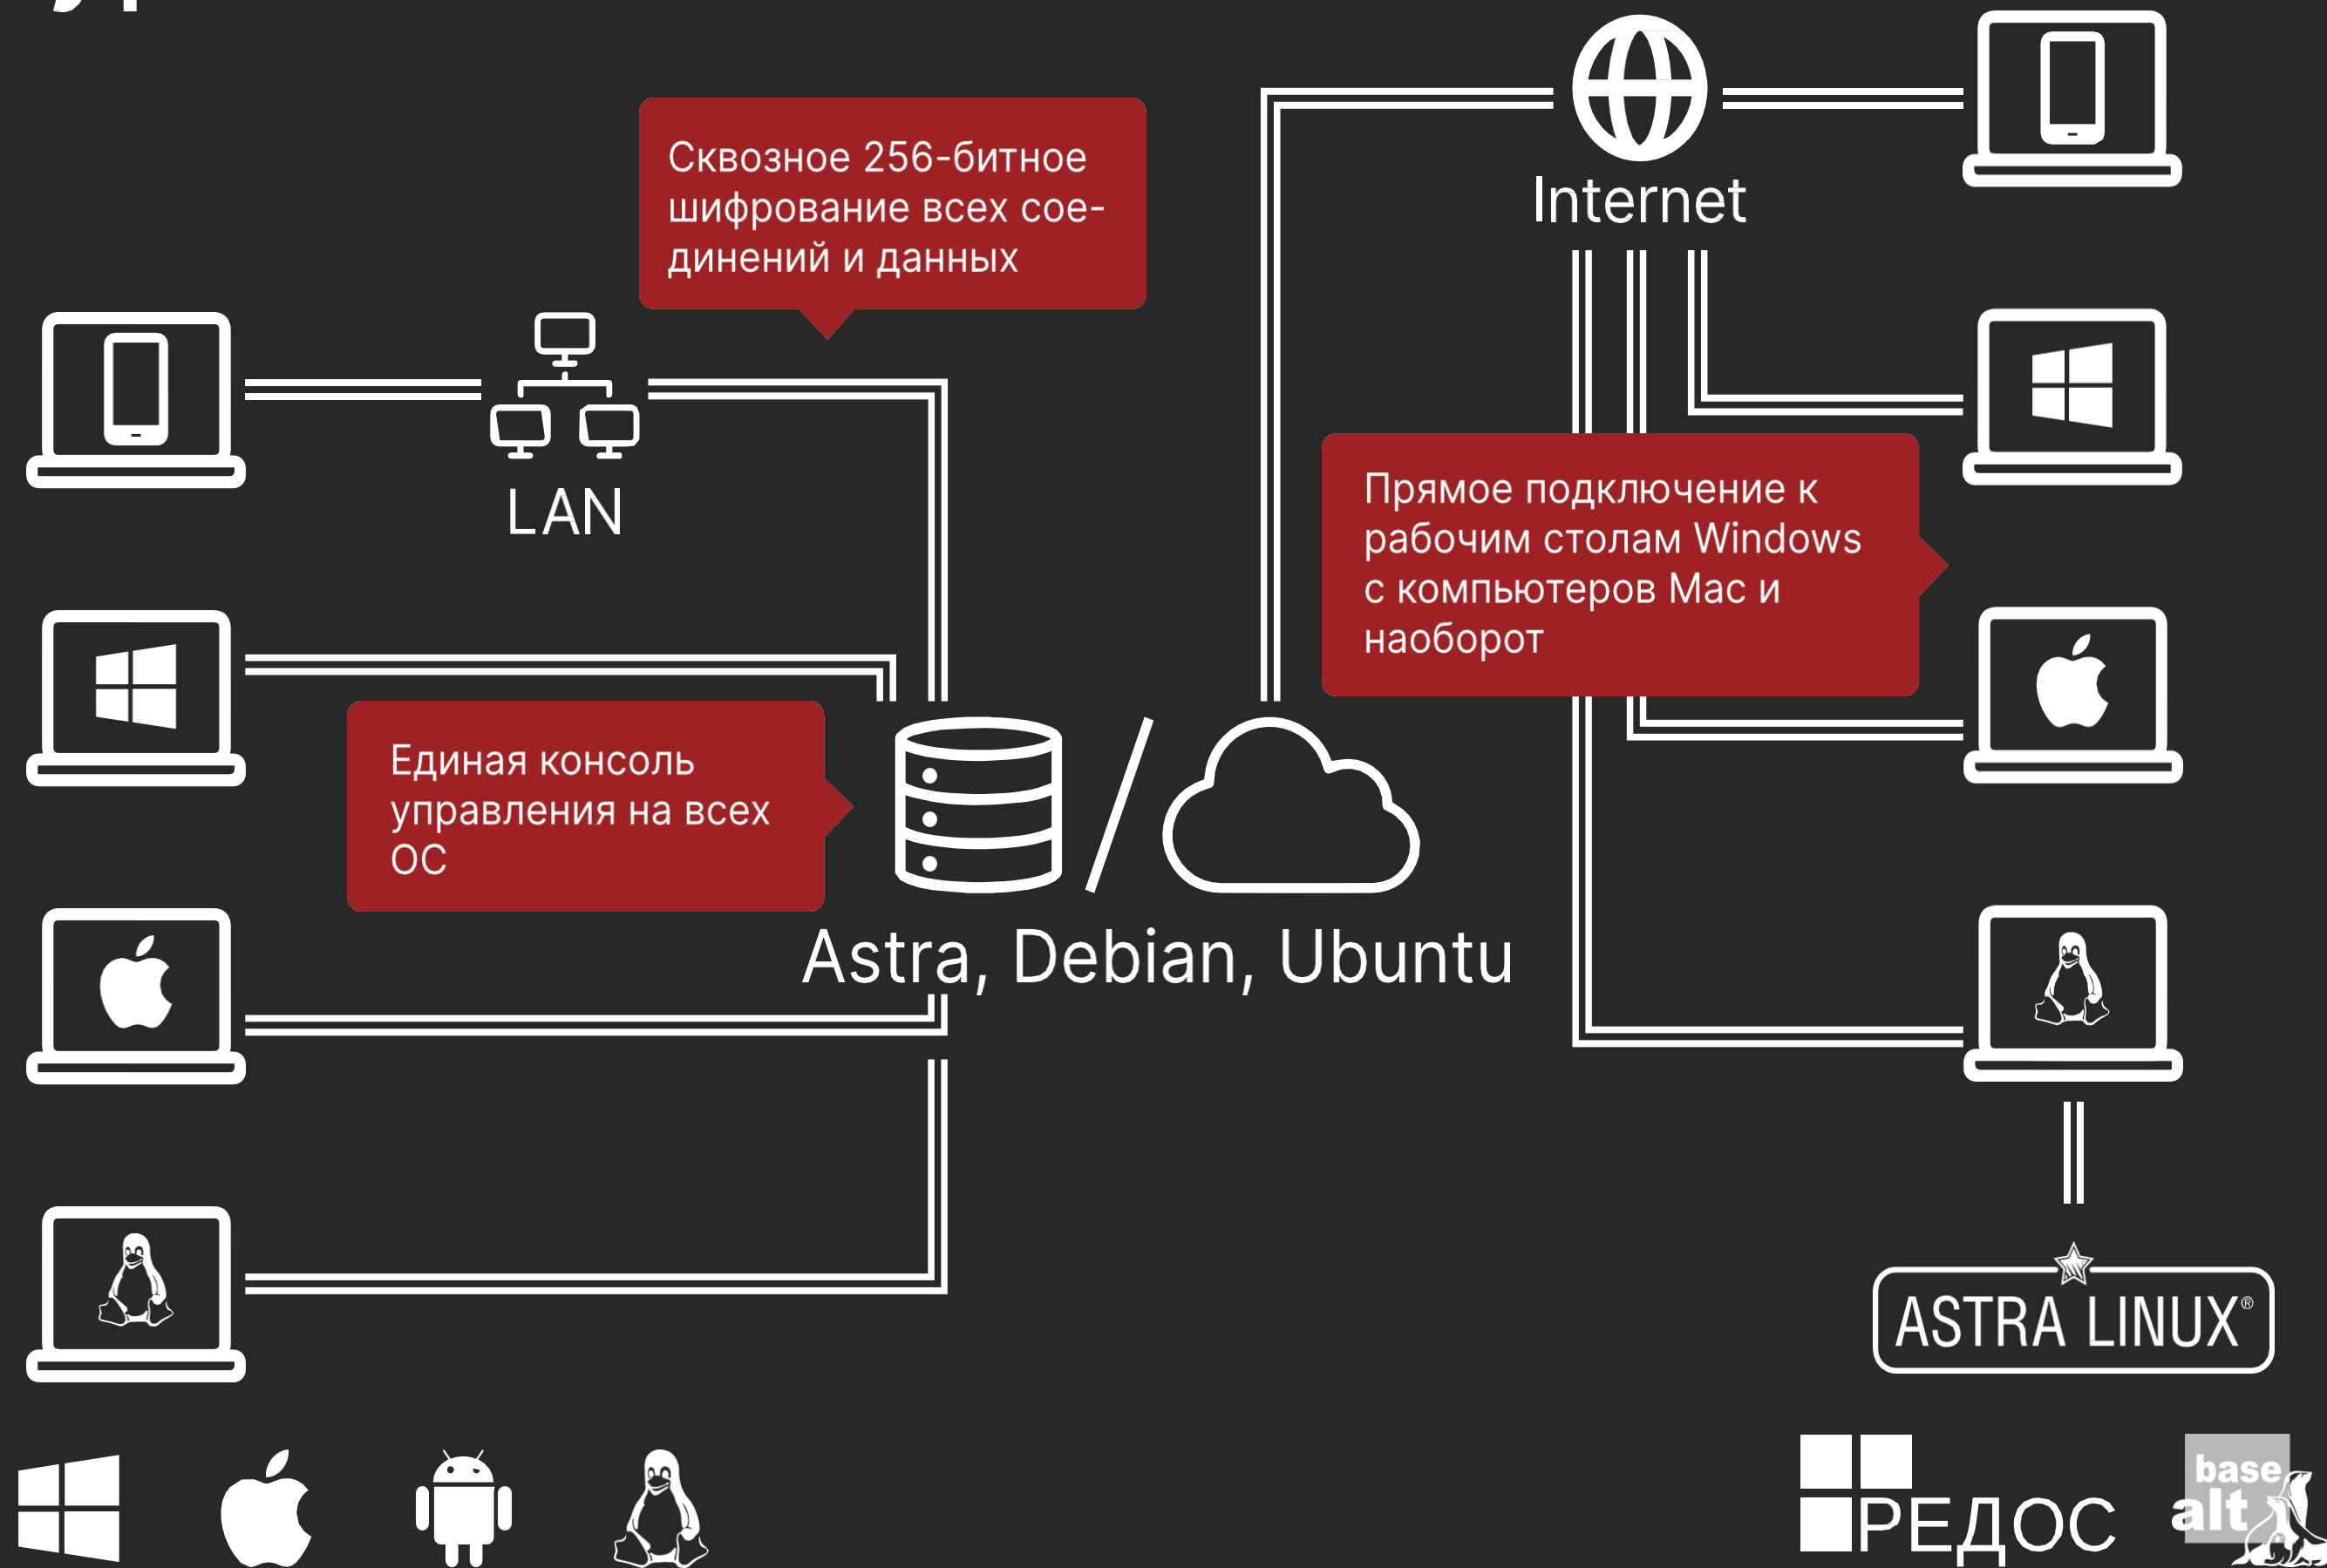 Сквозное 256-битное
шифрование всех сое-
динений и данных
Internet
LAN
Прямое подключение к
рабочим столам Windows
с компьютеров Mac и
наоборот
Единая консоль
управления на всех
ОС
Astra, Debian, Ubuntu
ASTRA LINUX®
РЕДОС
base
alt